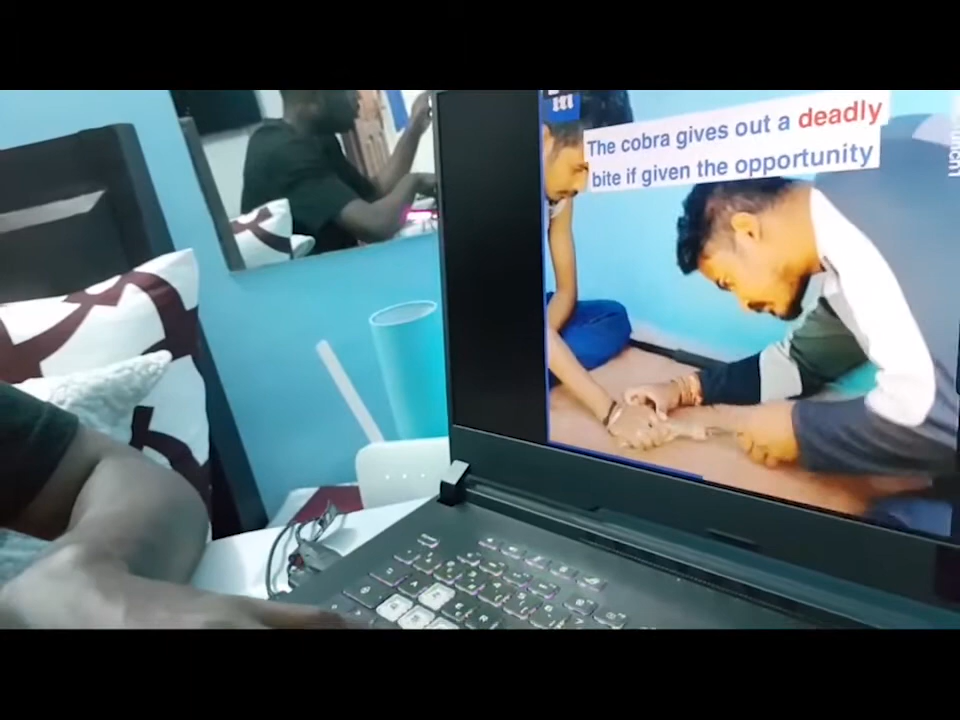 The cobra gives out a deadly
bite if given the opportunity